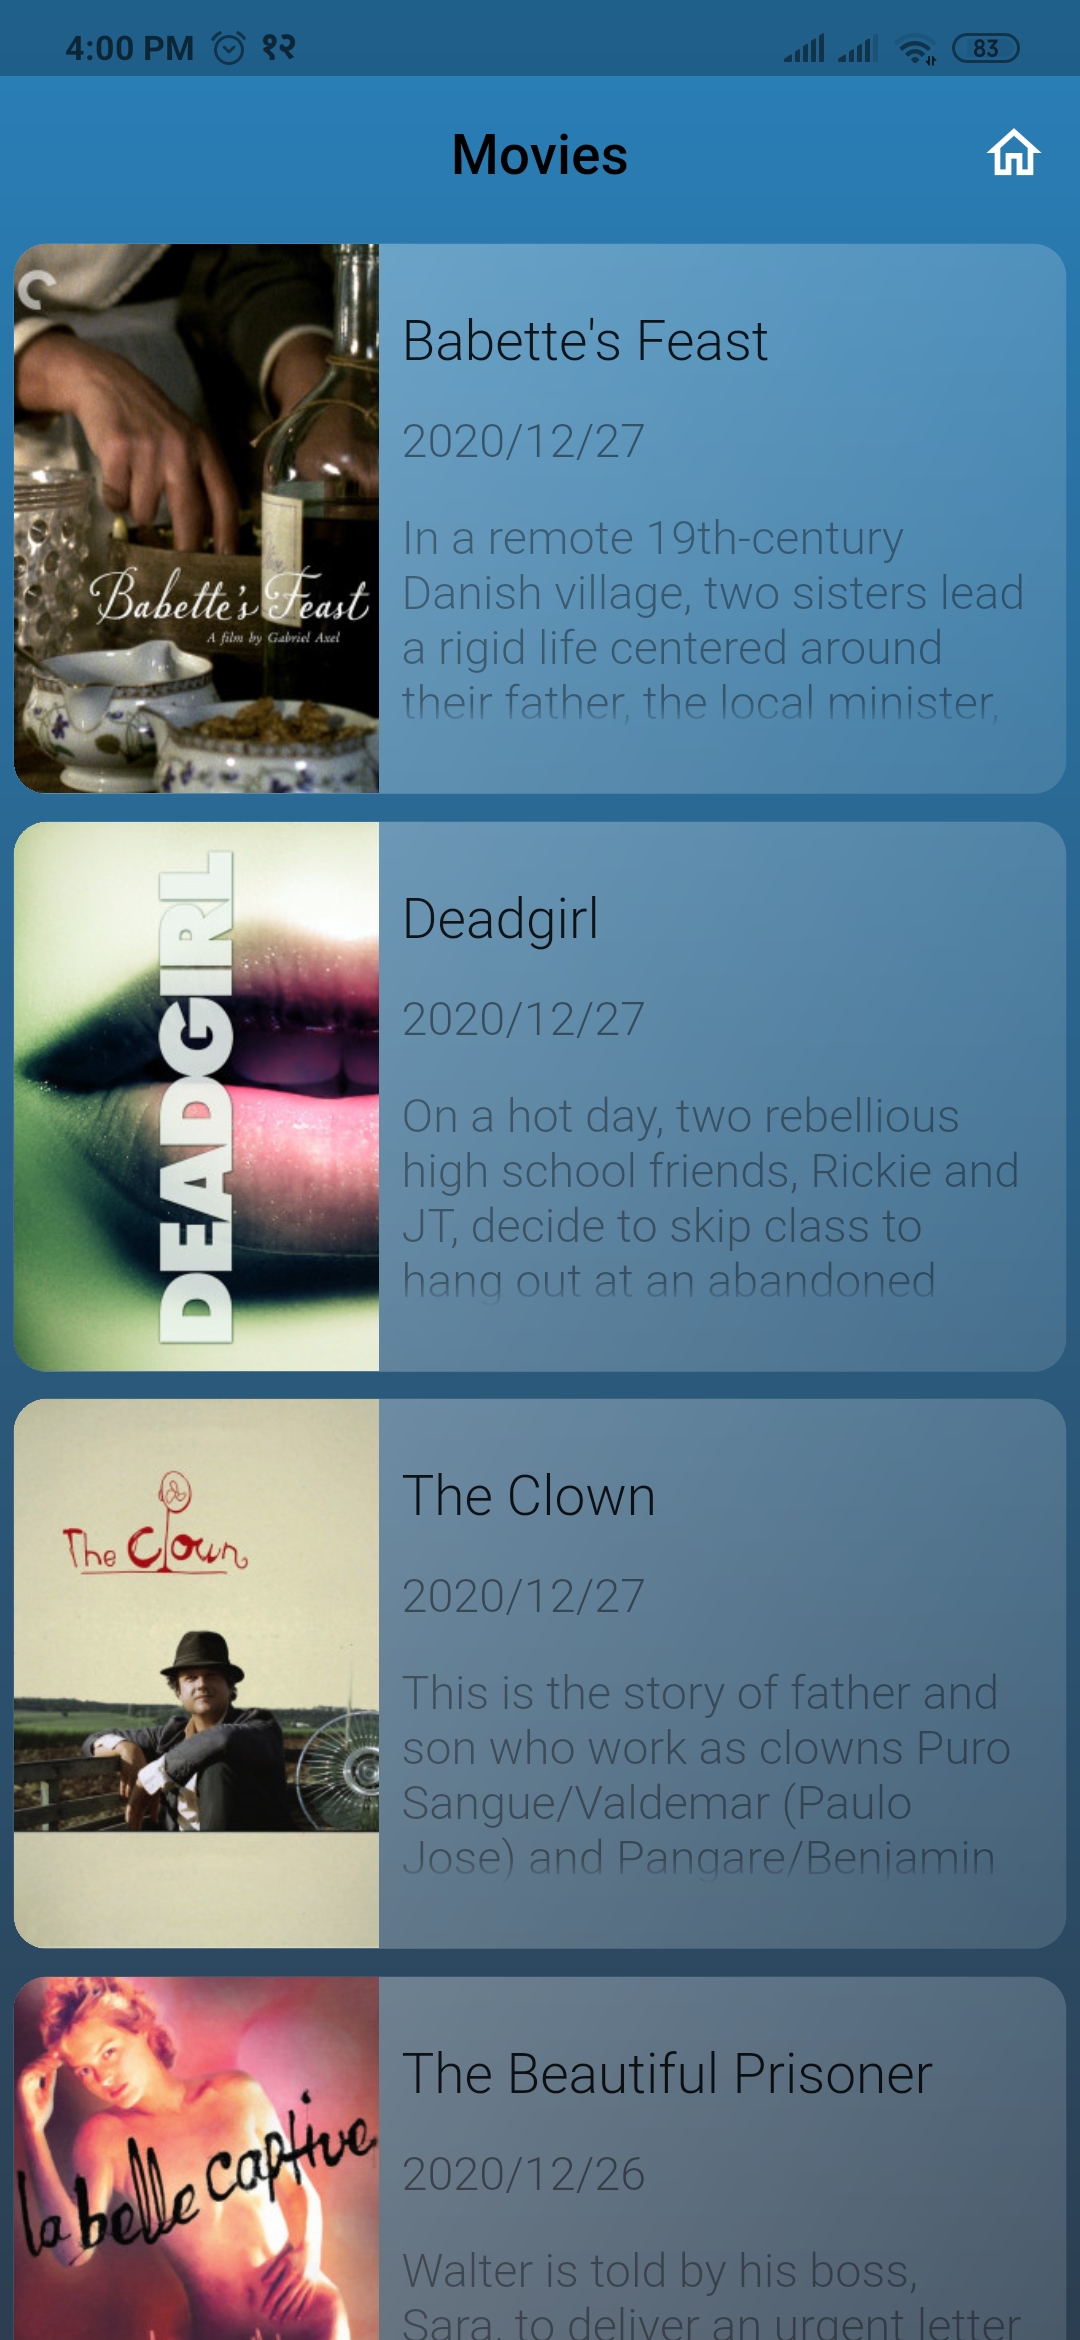 4:00 PM १२ 83
Movies
Babette's Feast
A film by Gabriel Axel
Babette's Feast
2020/12/27
In a remote 19th-century
Danish village, two sisters lead
a rigid life centered around
their father, the local minister,
DEADGIRL
Deadgirl
2020/12/27
On a hot day, two rebellious
high school friends, Rickie and
JT, decide to skip class to
hang out at an abandoned
The Clown
The Clown
2020/12/27
This is the story of father and
son who work as clowns Puro
Sangue/Valdemar (Paulo
Jose) and Pangare/Benjamin
la belle captive
The Beautiful Prisoner
2020/12/26
Walter is told by his boss,
Sara, to deliver an urgent letter